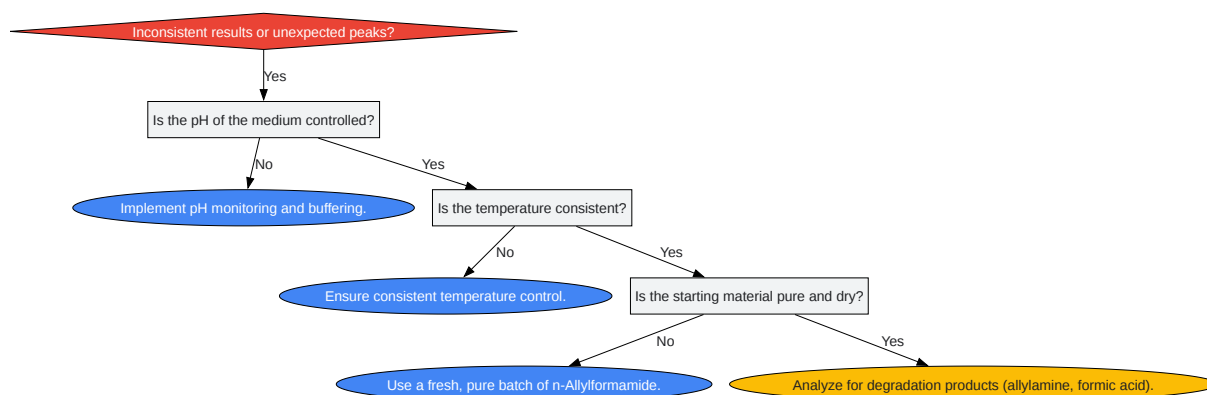 Inconsistent results or unexpected peaks?
Yes
Is the pH of the medium controlled?
No
Yes
Implement pH monitoring and buffering.
Is the temperature consistent?
No
Yes
Ensure consistent temperature control.
Is the starting material pure and dry?
No
Yes
Use a fresh, pure batch of n-Allylformamide.
Analyze for degradation products (allylamine, formic acid).